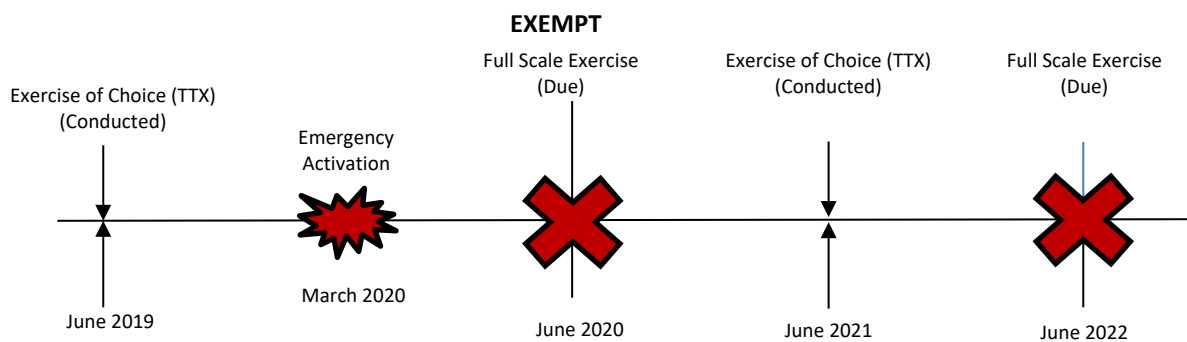 EXEMPT
Full Scale Exercise
(Due)
Exercise of Choice (TTX)
(Conducted)
Full Scale Exercise
(Due)
Exercise of Choice (TTX)
(Conducted)
Emergency
Activation
March 2020
June 2019
June 2020
June 2021
June 2022